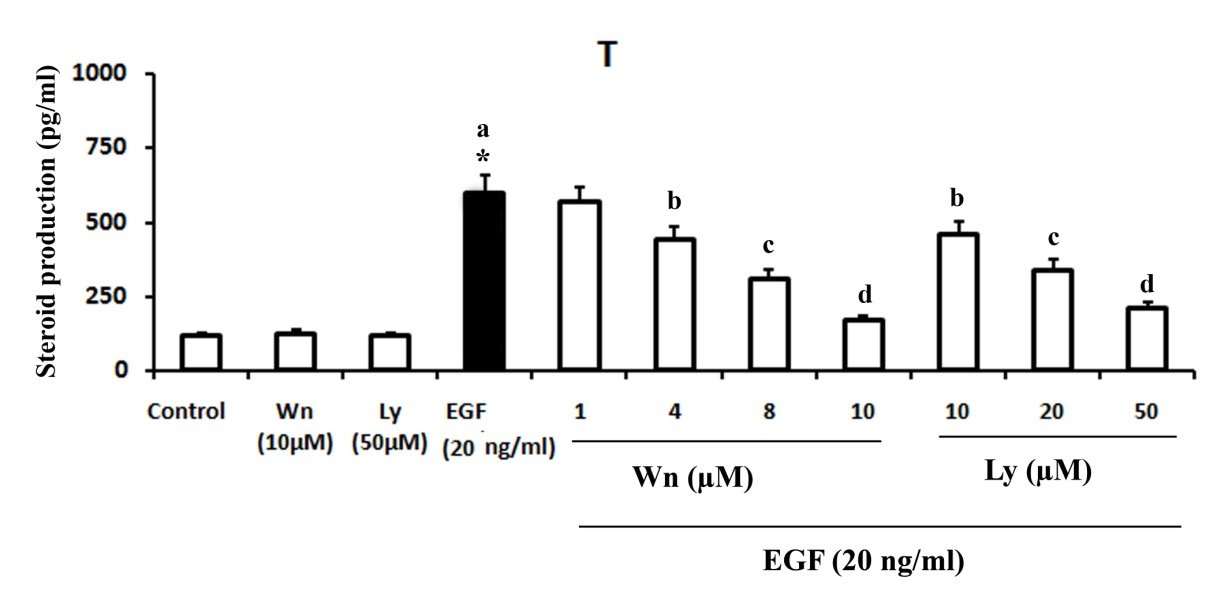 T
Steroid production (pg/ml)
1000
750
500
250
0
a
*
b
c
d
b
c
d
Control
Wn
(10μM)
Ly
(50μM)
EGF
(20 ng/ml)
1
4
8
10
10
20
50
Wn (μM)
Ly (μM)
EGF (20 ng/ml)